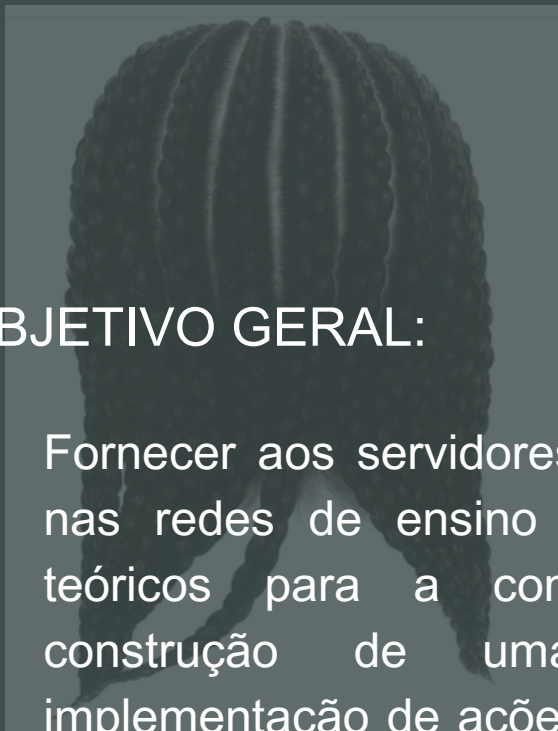 BJETIVO GERAL:
Fornecer aos servidores
nas redes de ensino
teóricos para a con
construção de uma
implementação de açõe